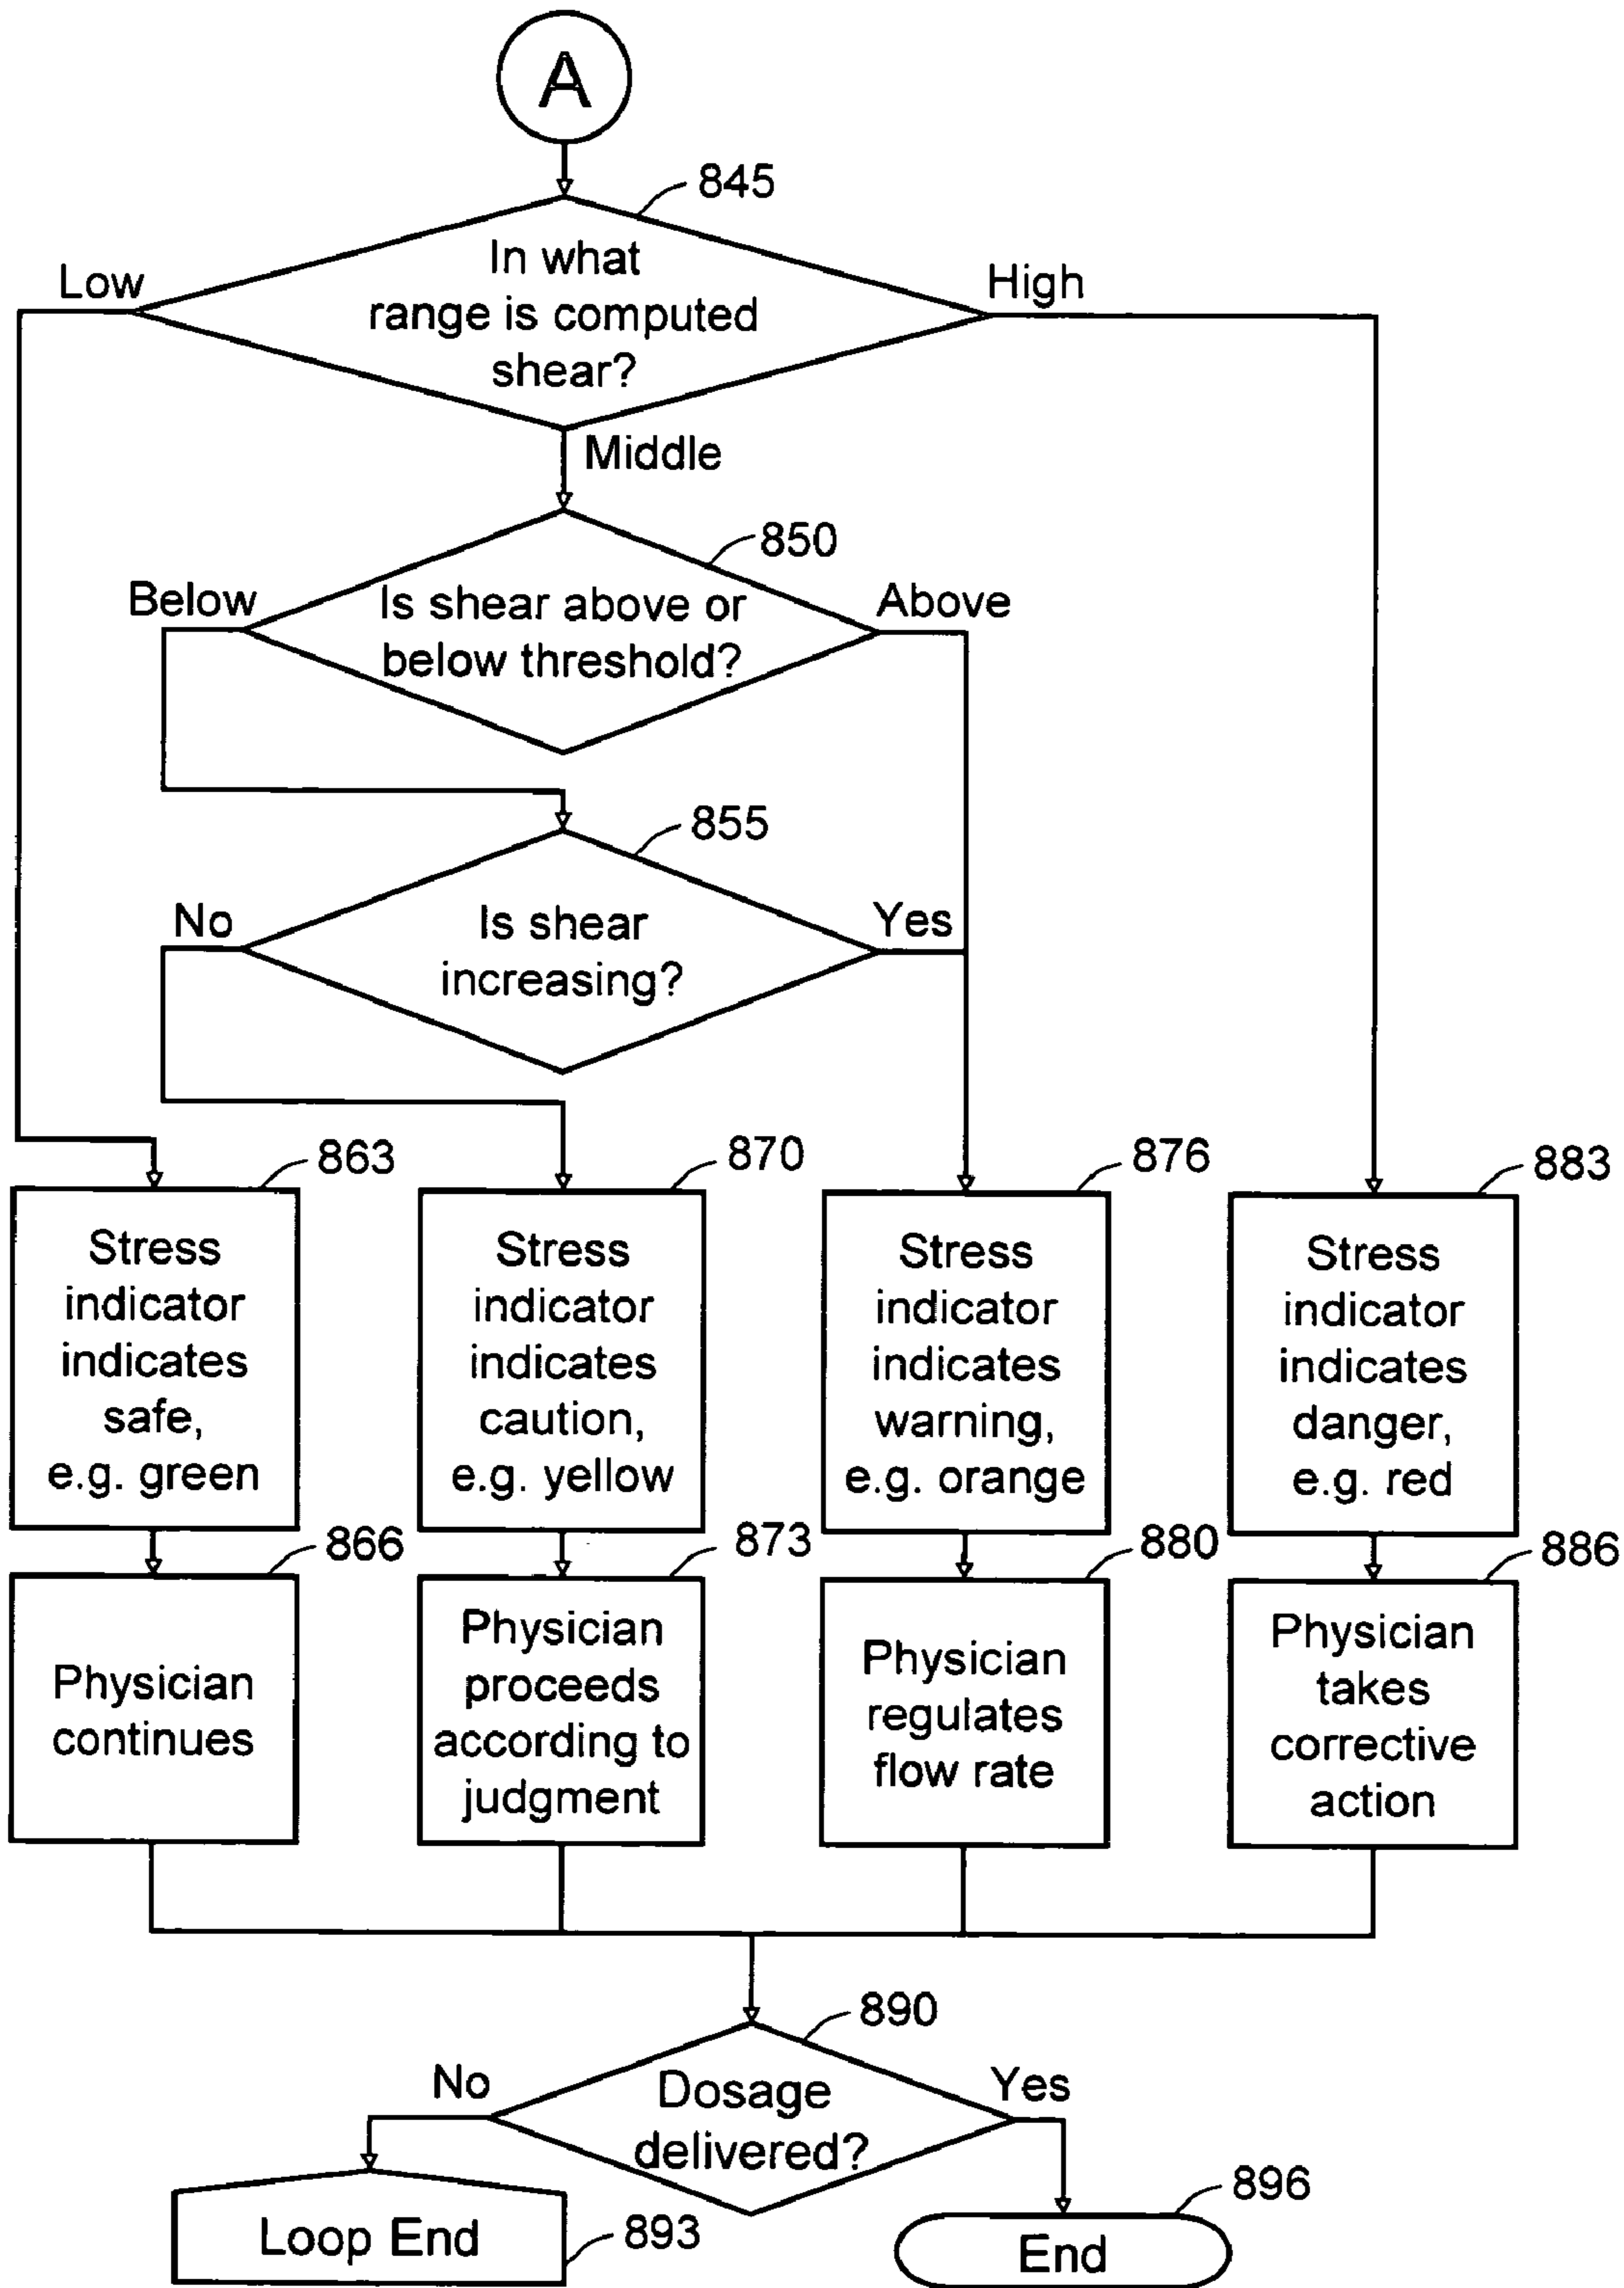 A
845
In what
range is computed
shear?
Low
High
Middle
850
Below
Is shear above or
below threshold?
Above
855
No
Is shear
increasing?
Yes
863
Stress
indicator
indicates
safe,
e.g. green
870
Stress
indicator
indicates
caution,
e.g. yellow
876
Stress
indicator
indicates
warning,
e.g. orange
883
Stress
indicator
indicates
danger,
e.g. red
866
Physician
continues
873
Physician
proceeds
according to
judgment
880
Physician
regulates
flow rate
886
Physician
takes
corrective
action
890
No
Dosage
delivered?
Yes
Loop End
893
896
End